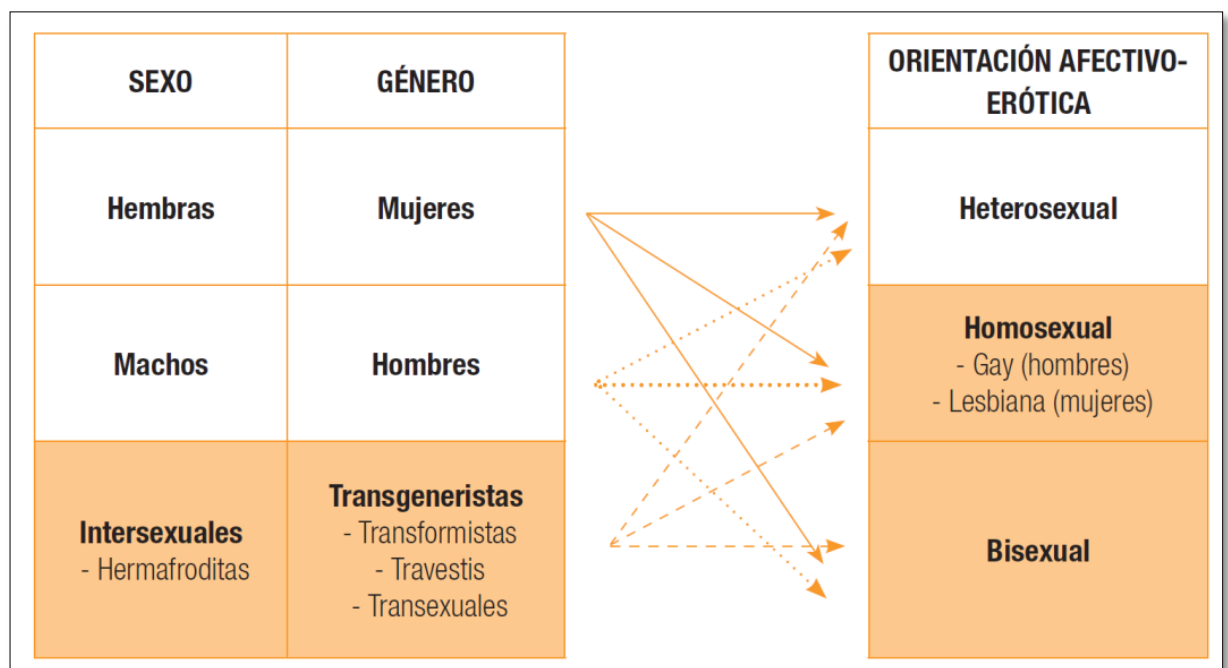 SEXO
GÉNERO
ORIENTACIÓN AFECTIVO-
ERÓTICA
Hembras
Mujeres
Heterosexual
Machos
Hombres
Homosexual
- Gay (hombres)
- Lesbiana (mujeres)
Intersexuales
- Hermafroditas
Transgeneristas
- Transformistas
- Travestis
- Transexuales
Bisexual